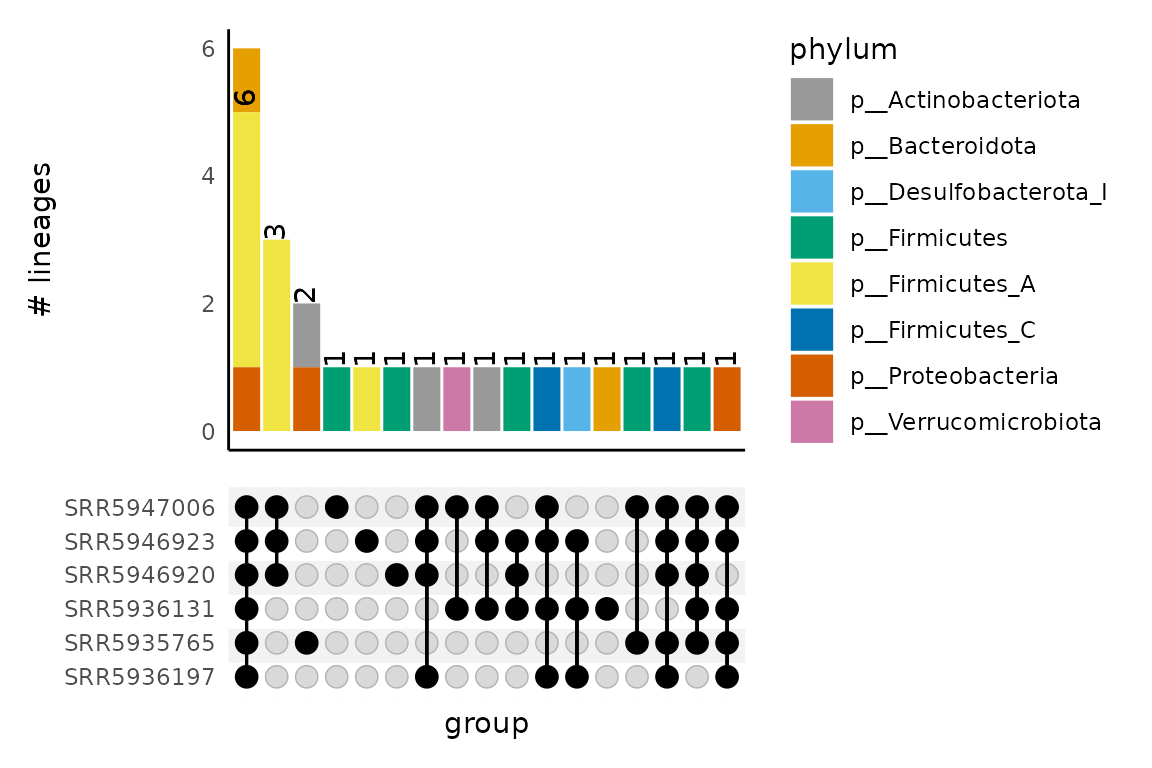 # lineages
6
4
2
0
6
3
2
1
1
1
1
1
1
1
1
1
1
1
1
1
1
phylum
p__Actinobacteriota
p__Bacteroidota
p__Desulfobacterota_I
p__Firmicutes
p__Firmicutes_A
p__Firmicutes_C
p__Proteobacteria
p__Verrucomicrobiota
SRR5947006
SRR5946923
SRR5946920
SRR5936131
SRR5935765
SRR5936197
group